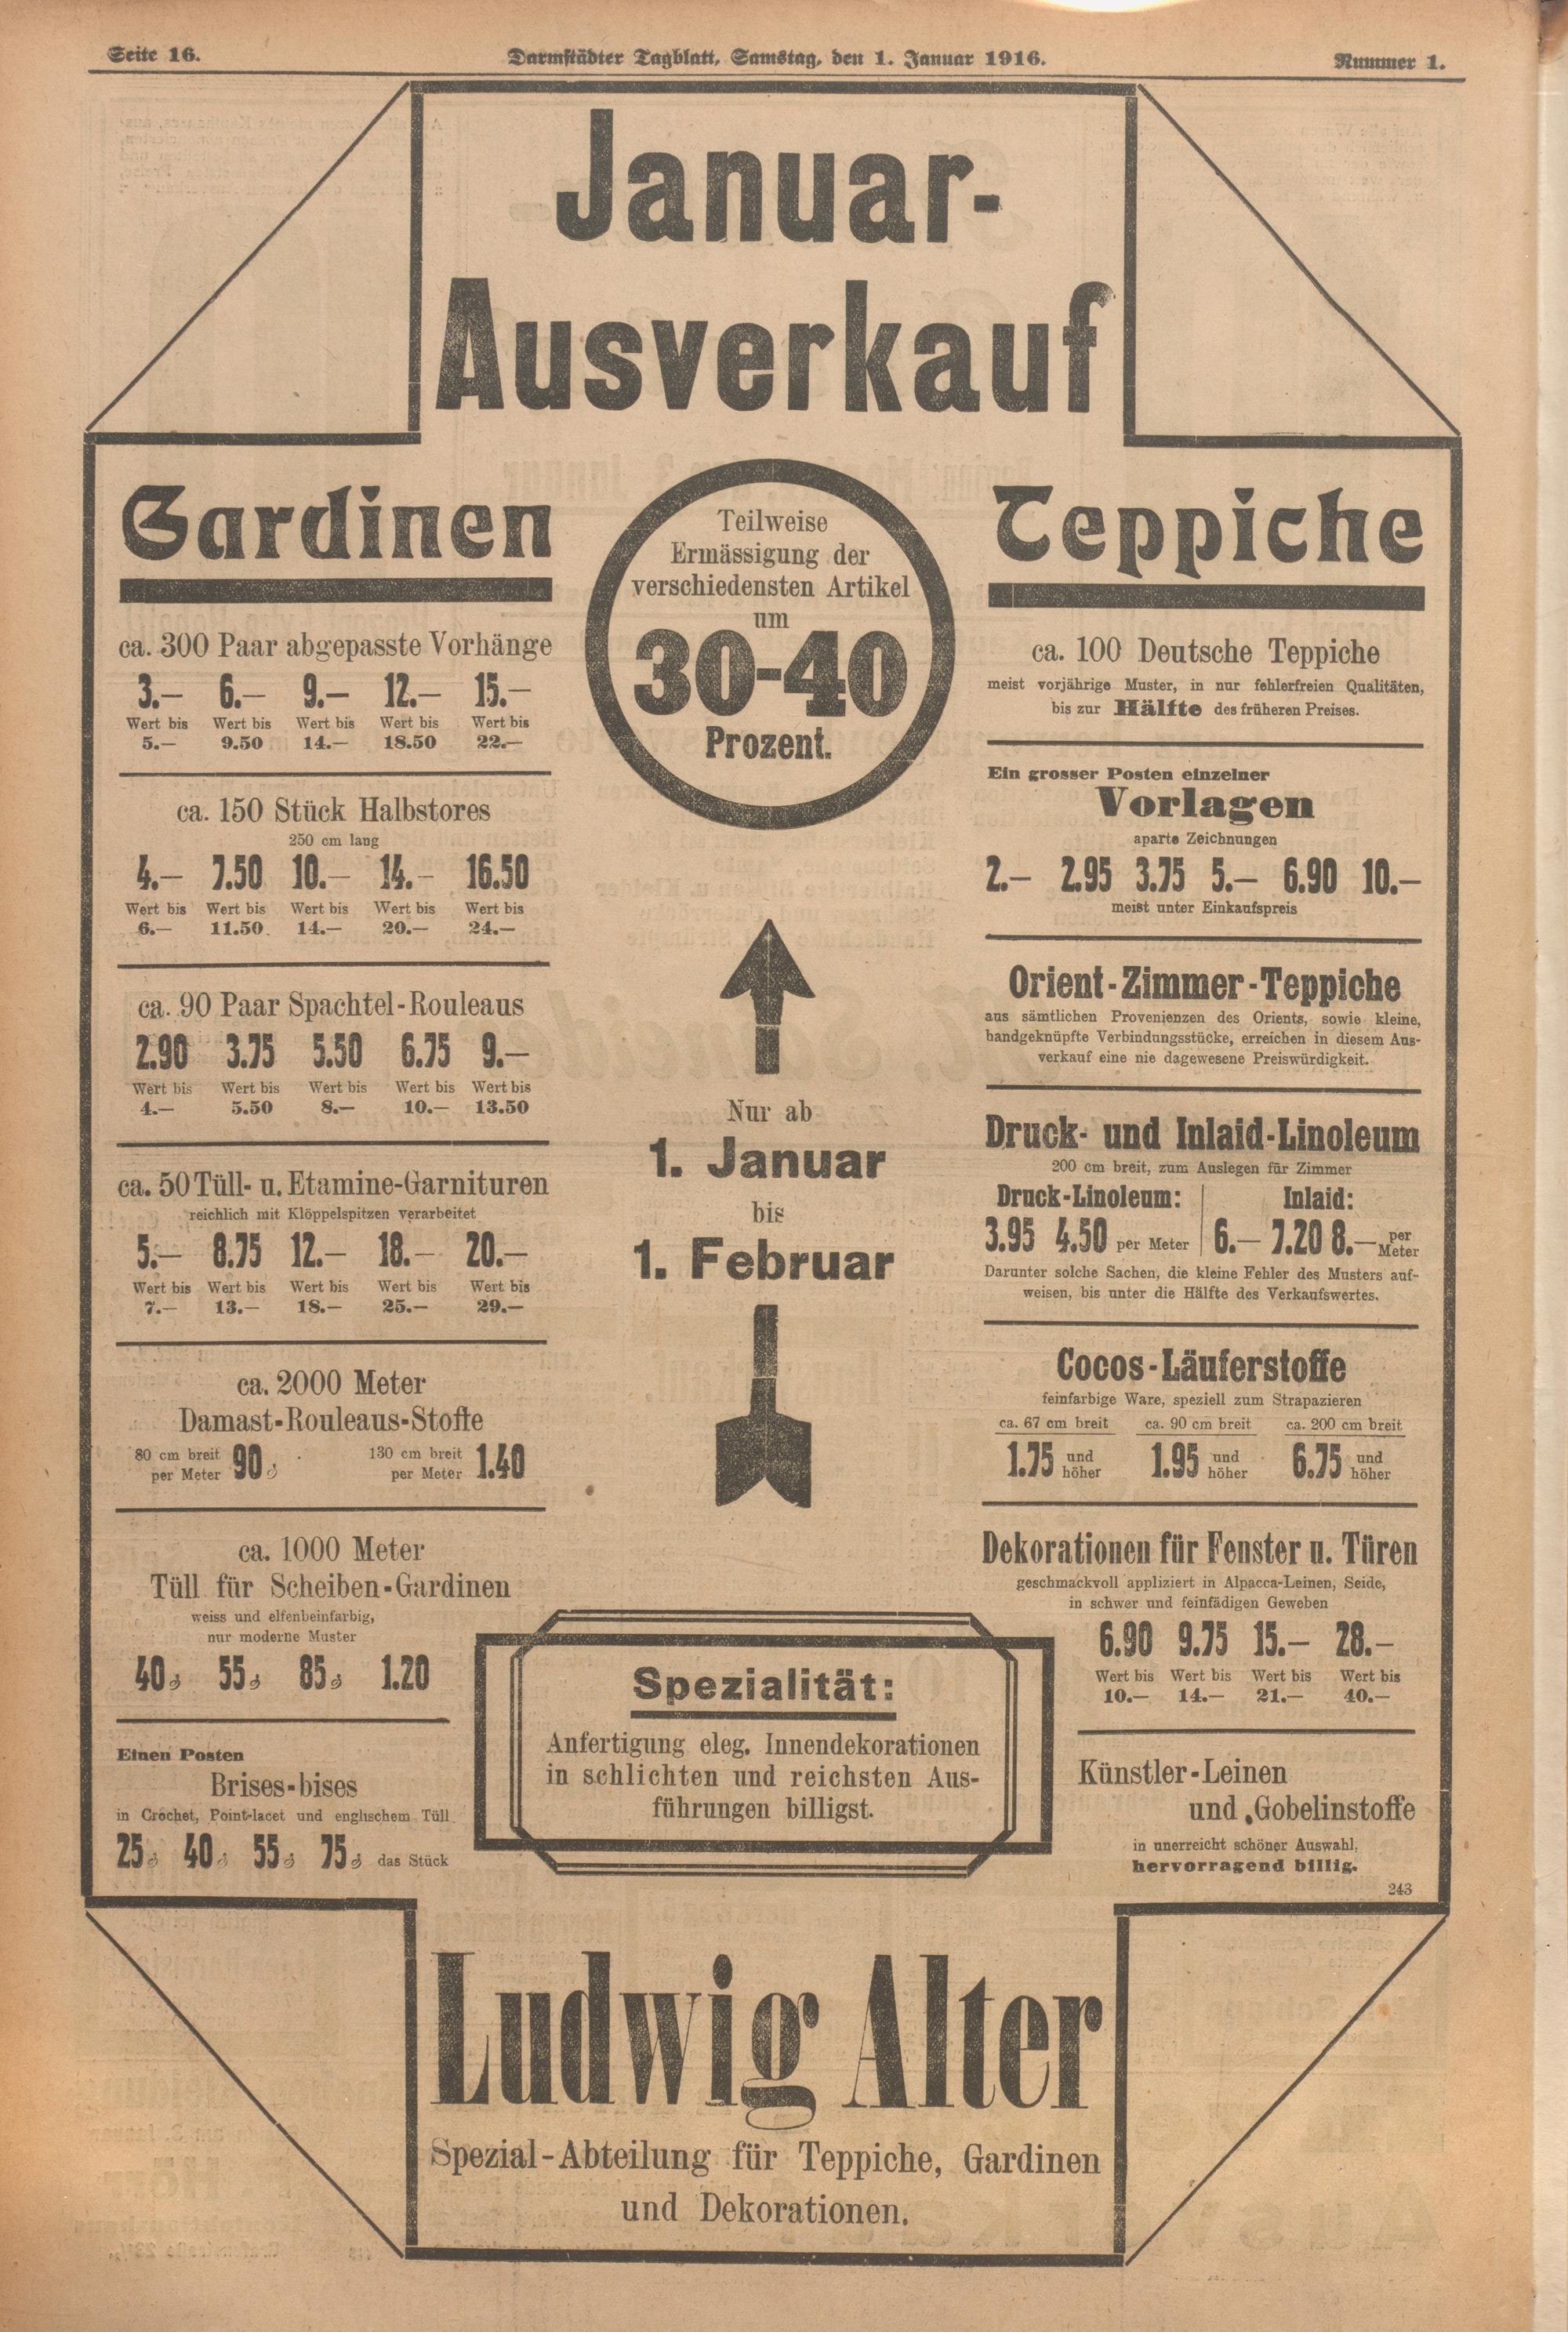 Seite 16.
Darmstädter Tagblatt, Samstag, den 1. Januar 1916.
Nummer 1.
Januar-
Ausverkauf
Gardinen
ca. 300 Paar abgepasste Vorhänge
3.— 6.— 9.— 12.— 15.—
Wert bis Wert bis Wert bis Wert bis Wert bis
5.— 9.50 14.— 18.50 22.—
ca. 150 Stück Halbstores
250 cm lang
4.— 7.50 10.— 14.— 16.50
Wert bis Wert bis Wert bis Wert bis Wert bis
6.— 11.50 14.— 20.— 24.—
ca. 90 Paar Spachtel-Rouleaus
2.90 3.75 5.50 6.75 9.—
Wert bis Wert bis Wert bis Wert bis Wert bis
4.— 5.50 8.— 10.— 13.50
ca. 50 Tüll- u. Etamine-Garnituren
reichlich mit Klöppelspitzen verarbeitet
5.— 8.75 12.— 18.— 20.—
Wert bis Wert bis Wert bis Wert bis Wert bis
7.— 13.— 18.— 25.— 29.—
ca. 2000 Meter
Damast-Rouleaus-Stoffe
80 cm breit per Meter 90₰ 130 cm breit per Meter 1.40
ca. 1000 Meter
Tüll für Scheiben-Gardinen
weiss und elfenbeinfarbig,
nur moderne Muster
40₰ 55₰ 85₰ 1.20
Einen Posten
Brises-bises
in Crochet, Point-lacet und englischem Tüll
25₰ 40₰ 55₰ 75₰ das Stück
Teilweise
Ermässigung der
verschiedensten Artikel
um
30-40
Prozent.
Nur ab
1. Januar
bis
1. Februar
Spezialität:
Anfertigung eleg. Innendekorationen
in schlichten und reichsten Aus-
führungen billigst.
Teppiche
ca. 100 Deutsche Teppiche
meist vorjährige Muster, in nur fehlerfreien Qualitäten,
bis zur Hälfte des früheren Preises.
Ein grosser Posten einzelner
Vorlagen
aparte Zeichnungen
2.— 2.95 3.75 5.— 6.90 10.—
meist unter Einkaufspreis
Orient-Zimmer-Teppiche
aus sämtlichen Provenienzen des Orients, sowie kleine,
handgeknüpfte Verbindungsstücke, erreichen in diesem Aus-
verkauf eine nie dagewesene Preiswürdigkeit.
Druck- und Inlaid-Linoleum
200 cm breit, zum Auslegen für Zimmer
Druck-Linoleum: Inlaid:
3.95 4.50 per Meter 6.— 7.20 8.— per Meter
Darunter solche Sachen, die kleine Fehler des Musters auf-
weisen, bis unter die Hälfte des Verkaufswertes.
Cocos-Läuferstoffe
feinfarbige Ware, speziell zum Strapazieren
ca. 67 cm breit ca. 90 cm breit ca. 200 cm breit
1.75 und höher 1.95 und höher 6.75 und höher
Dekorationen für Fenster u. Türen
geschmackvoll appliziert in Alpacca-Leinen, Seide,
in schwer und feinfädigen Geweben
6.90 9.75 15.— 28.—
Wert bis Wert bis Wert bis Wert bis
10.— 14.— 21.— 40.—
Künstler-Leinen
und Gobelinstoffe
in unerreicht schöner Auswahl,
hervorragend billig.
243
Ludwig Alter
Spezial-Abteilung für Teppiche, Gardinen
und Dekorationen.